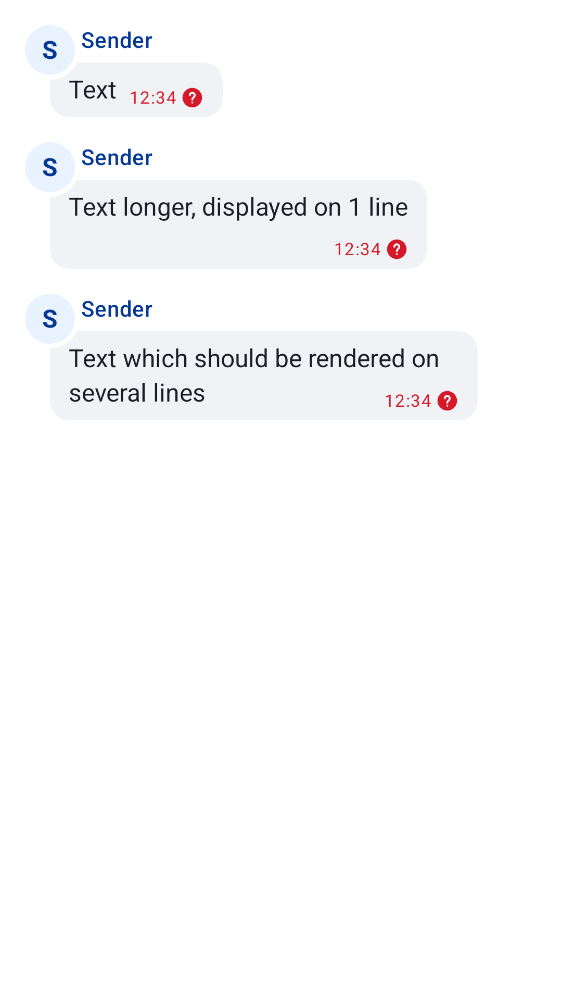 S Sender
Text 12:34 ?
S Sender
Text longer, displayed on 1 line
12:34 ?
S Sender
Text which should be rendered on
several lines 12:34 ?